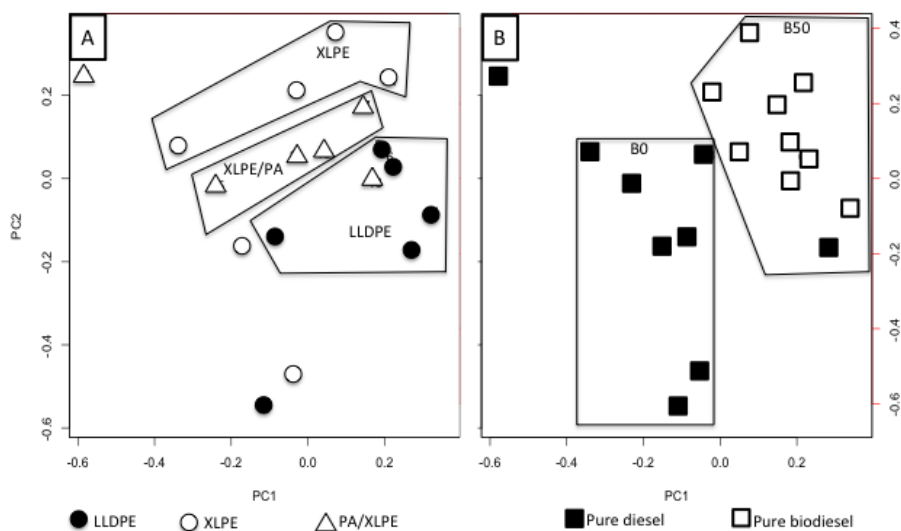 A
B
XLPE
XLPE/PA
LLDPE
B50
B0
PC2
0.2
0.0
-0.2
-0.4
-0.6
0.4
0.2
0.0
-0.2
-0.4
-0.6
-0.6 -0.4 -0.2 0.0 0.2
-0.6 -0.4 -0.2 0.0 0.2
PC1
PC1
LLDPE XLPE PA/XLPE
Pure diesel Pure biodiesel